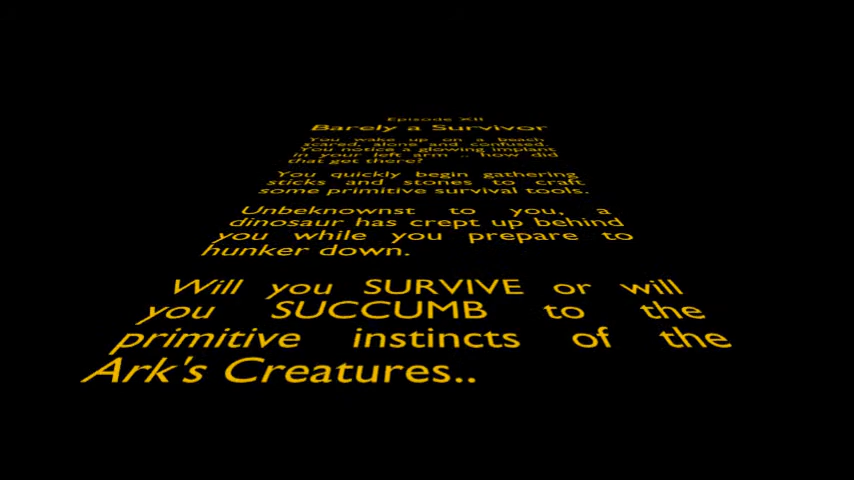 Episode XII
Barely a Survivor
You wake up on a beach
scared, alone and confused.
You notice a glowing implant
in your left arm .. how did
that get there?
You quickly begin gathering
sticks and stones to craft
some primitive survival tools.
Unbeknownst to you, a
dinosaur has crept up behind
you while you prepare to
hunker down.
Will you SURVIVE or will
you SUCCUMB to the
primitive instincts of the
Ark's Creatures..